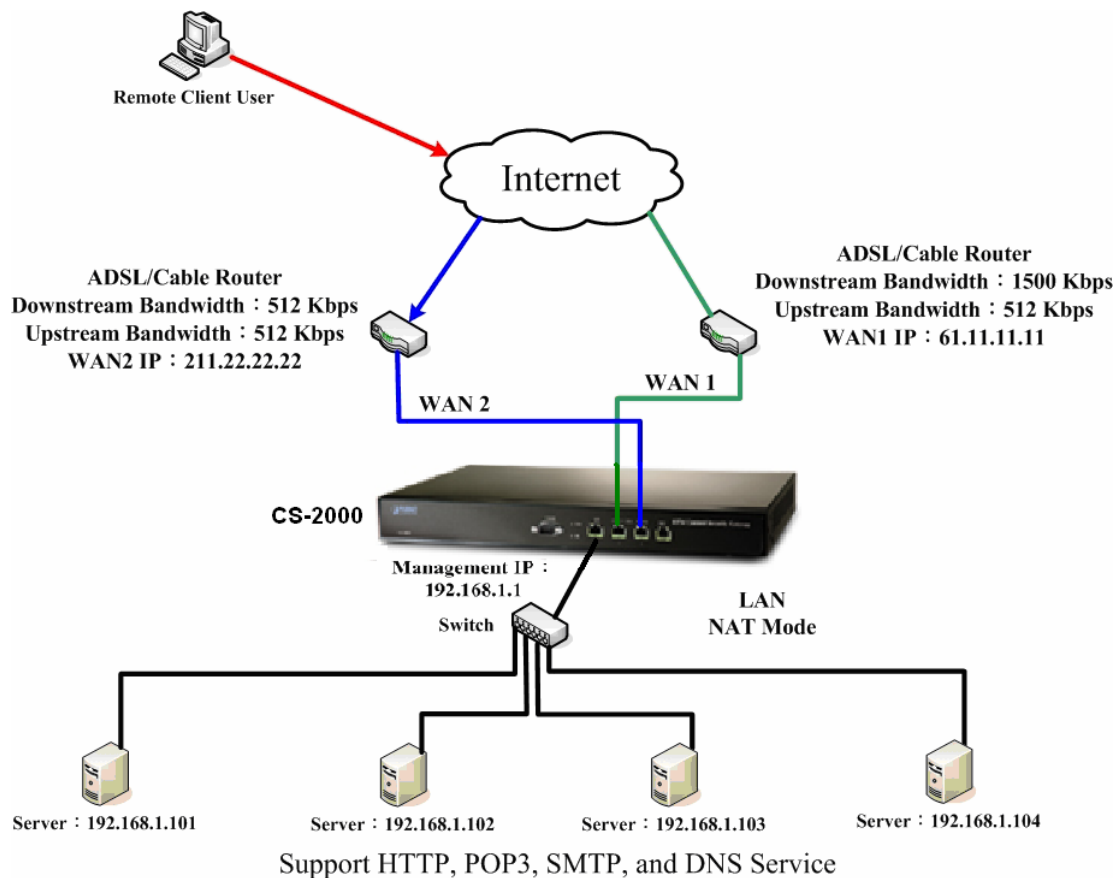 Remote Client User
Internet
ADSL/Cable Router
Downstream Bandwidth：512 Kbps
Upstream Bandwidth：512 Kbps
WAN2 IP：211.22.22.22
ADSL/Cable Router
Downstream Bandwidth：1500 Kbps
Upstream Bandwidth：512 Kbps
WAN1 IP：61.11.11.11
WAN 1
WAN 2
CS-2000
Management IP：
192.168.1.1
LAN
NAT Mode
Switch
Server：192.168.1.101
Server：192.168.1.102
Server：192.168.1.103
Server：192.168.1.104
Support HTTP, POP3, SMTP, and DNS Service